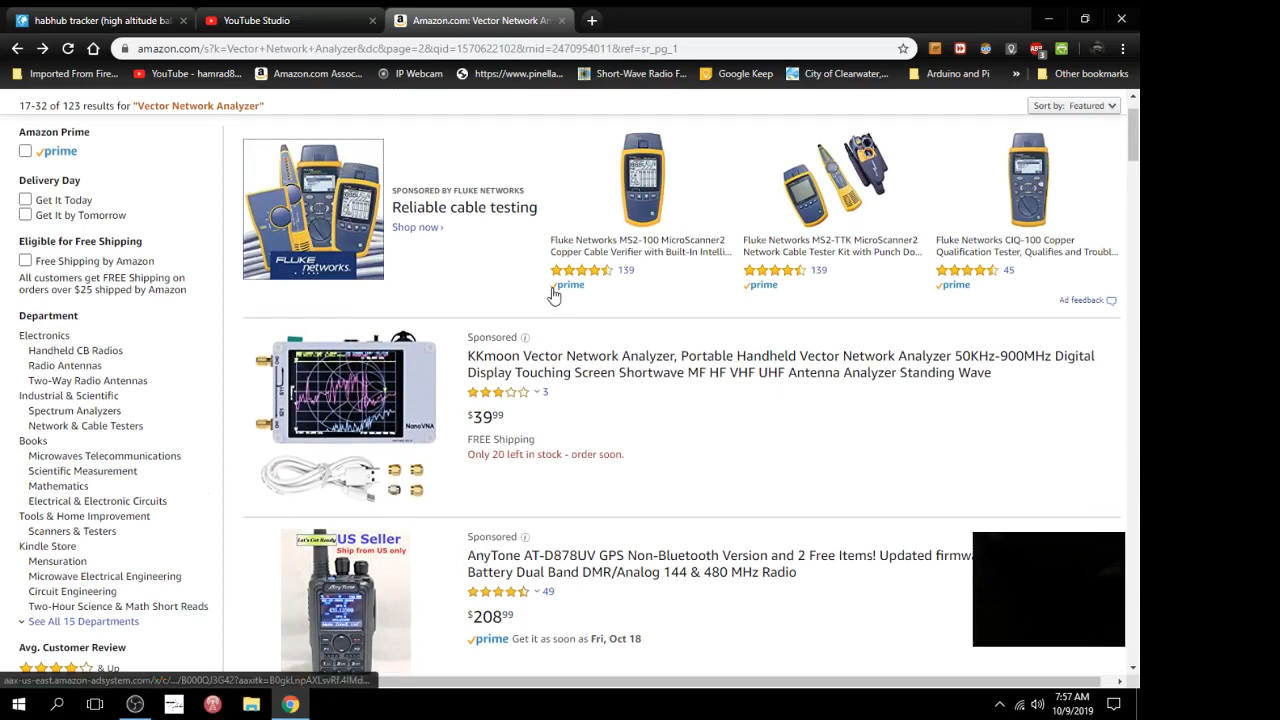 habhub tracker (high altitude bal
YouTube Studio
Amazon.com: Vector Network An
amazon.com/s?k=Vector+Network+Analyzer&dc&page=2&qid=1570622102&rnid=2470954011&ref=sr_pg_1
Imported From Fire...
YouTube - hamrad8...
Amazon.com Assoc...
IP Webcam
https://www.pinella...
Short-Wave Radio F...
Google Keep
City of Clearwater,...
Arduino and Pi
»
Other bookmarks
17-32 of 123 results for "Vector Network Analyzer"
Sort by: Featured
Amazon Prime
prime
Delivery Day
Get It Today
Get It by Tomorrow
Eligible for Free Shipping
Free Shipping by Amazon
All customers get FREE Shipping on
orders over $25 shipped by Amazon
Department
Electronics
Handheld CB Radios
Radio Antennas
Two-Way Radio Antennas
Industrial & Scientific
Spectrum Analyzers
Network & Cable Testers
Books
Microwaves Telecommunications
Scientific Measurement
Mathematics
Electrical & Electronic Circuits
Tools & Home Improvement
Scanners & Testers
Kindle Store
Mensuration
Microwave Electrical Engineering
Circuit Engineering
Two-Hour Science & Math Short Reads
See All 15 Departments
Avg. Customer Review
& Up
FLUKE
networks.
SPONSORED BY FLUKE NETWORKS
Reliable cable testing
Shop now ›
Fluke Networks MS2-100 MicroScanner2
Copper Cable Verifier with Built-In Intelli...
139
prime
Fluke Networks MS2-TTK MicroScanner2
Network Cable Tester Kit with Punch Do...
139
prime
Fluke Networks CIQ-100 Copper
Qualification Tester, Qualifies and Troubl...
45
prime
Ad feedback
NanoVNA
Sponsored
KKmoon Vector Network Analyzer, Portable Handheld Vector Network Analyzer 50KHz-900MHz Digital
Display Touching Screen Shortwave MF HF VHF UHF Antenna Analyzer Standing Wave
3
$39 99
FREE Shipping
Only 20 left in stock - order soon.
Let's Get Ready
US Seller
Ship from US only
AnyTone
Sponsored
AnyTone AT-D878UV GPS Non-Bluetooth Version and 2 Free Items! Updated firmwa
Battery Dual Band DMR/Analog 144 & 480 MHz Radio
49
$208 99
prime Get it as soon as Fri, Oct 18
7:57 AM
10/9/2019